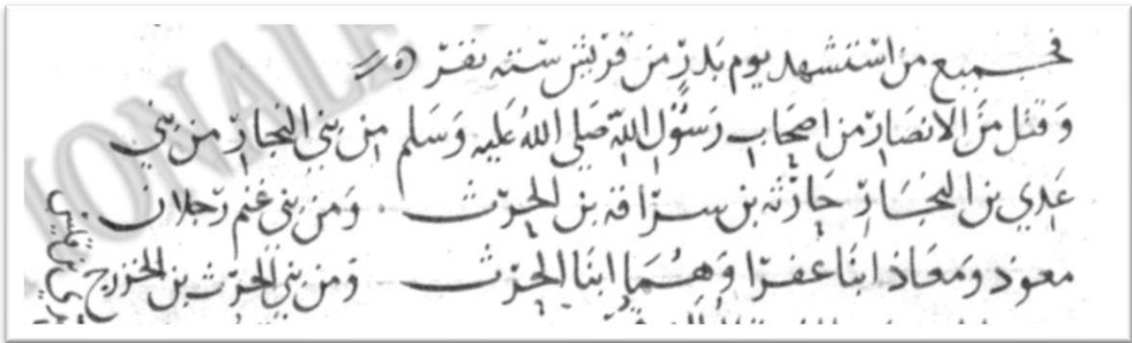 فجميع من استشهد يوم بدر من قريش ستة نفر
وقتل من الانصار من اصحاب رسول الله صلى الله عليه وسلم من بني النجار من بني
عدي بن النجار حارثة بن سراقة بن الحرث ومن بني غنم رجلان
معوذ ومعاذ ابنا عفرا وهما ابنا الحرث ومن بني الحرث بن الخزرج
IONALE